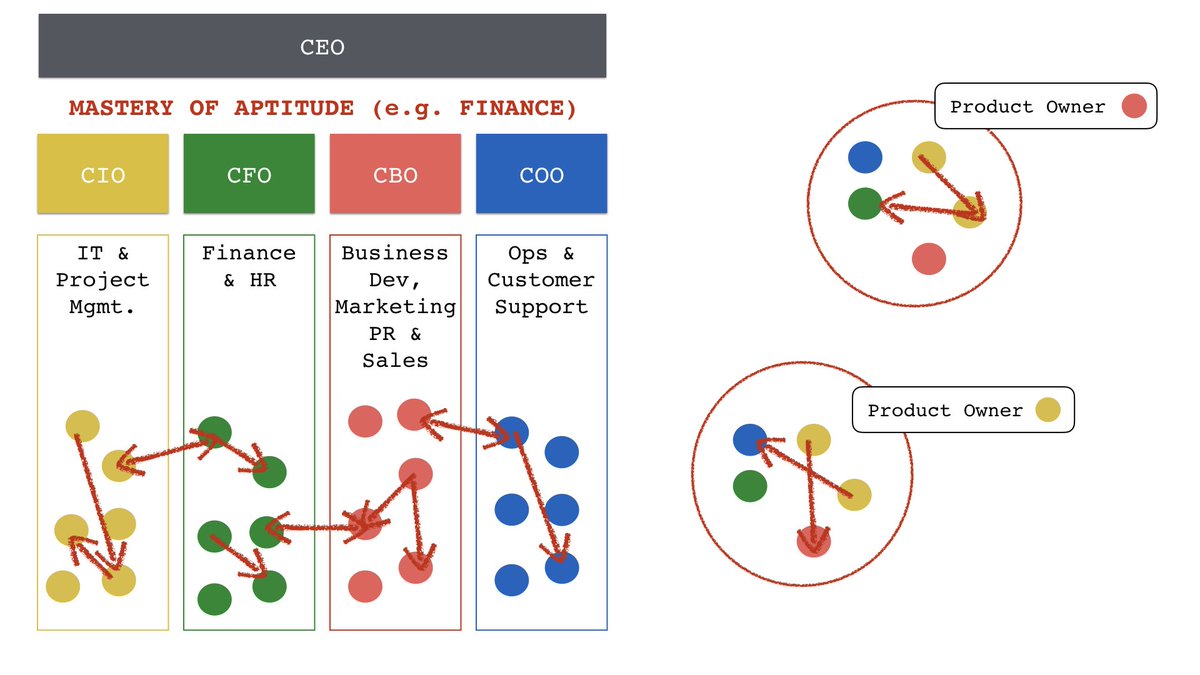 CEO
MASTERY OF APTITUDE (e.g. FINANCE)
CIO
CFO
CBO
COO
IT &
Project
Mgmt.
Finance
& HR
Business
Dev,
Marketing
PR &
Sales
Ops &
Customer
Support
Product Owner
Product Owner